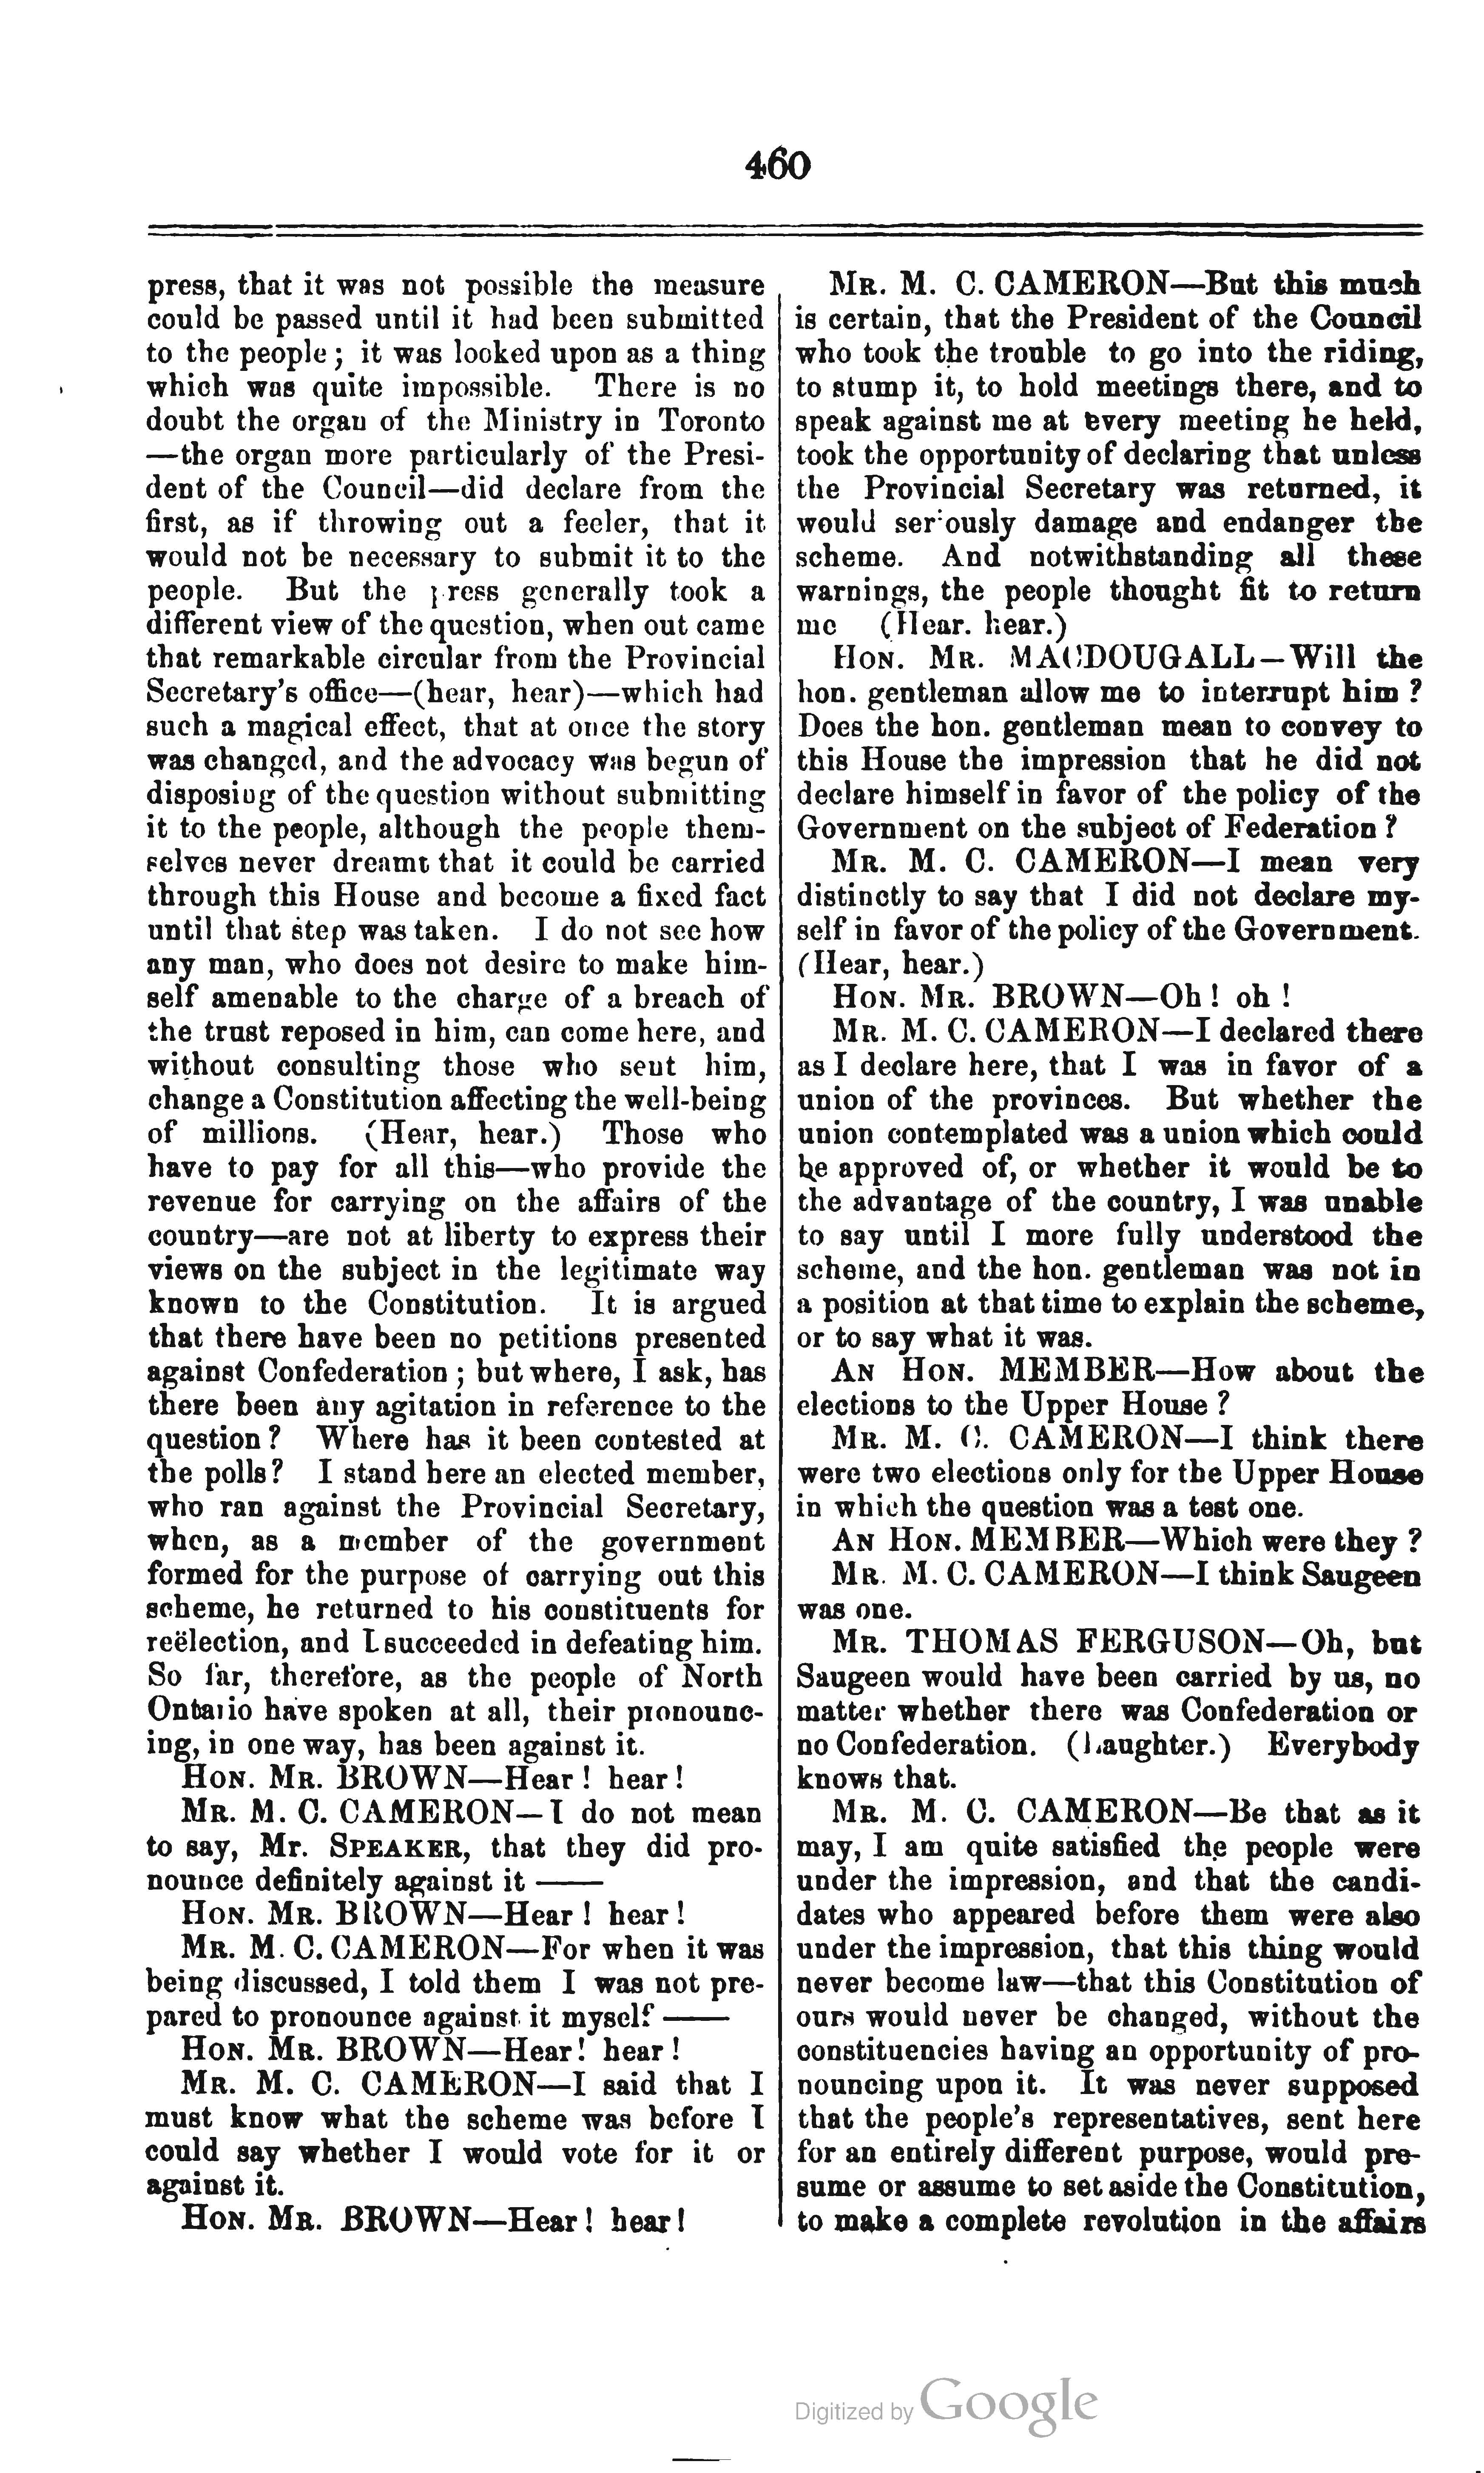 460
press, that it was not possible the measure
could be passed until it had been submitted
to the people; it was looked upon as a thing
which was quite impossible. There is no
doubt the organ of the Ministry in Toronto
—the organ more particularly of the Presi-
dent of the Council—did declare from the
first, as if throwing out a feeler, that it
would not be necessary to submit it to the
people. But the press generally took a
different view of the question, when out came
that remarkable circular from the Provincial
Secretary's office—(hear, hear)—which had
such a magical effect, that at once the story
was changed, and the advocacy was begun of
disposing of the question without submitting
it to the people, although the people them-
selves never dreamt that it could be carried
through this House and become a fixed fact
until that step was taken. I do not see how
any man, who does not desire to make him-
self amenable to the charge of a breach of
the trust reposed in him, can come here, and
without consulting those who sent him,
change a Constitution affecting the well-being
of millions. (Hear, hear.) Those who
have to pay for all this—who provide the
revenue for carrying on the affairs of the
country—are not at liberty to express their
views on the subject in the legitimate way
known to the Constitution. It is argued
that there have been no petitions presented
against Confederation; but where, I ask, has
there been any agitation in reference to the
question? Where has it been contested at
the polls? I stand here an elected member,
who ran against the Provincial Secretary,
when, as a member of the government
formed for the purpose of carrying out this
scheme, he returned to his constituents for
reëlection, and I succeeded in defeating him.
So far, therefore, as the people of North
Ontario have spoken at all, their pronounc-
ing, in one way, has been against it.
HON. MR. BROWN—Hear! hear!
MR. M. C. CAMERON—I do not mean
to say, Mr. SPEAKER, that they did pro-
nounce definitely against it ——
HON. MR. BROWN—Hear! hear!
MR. M. C. CAMERON—For when it was
being discussed, I told them I was not pre-
pared to pronounce against it myself ——
HON. MR. BROWN—Hear! hear!
MR. M. C. CAMERON—I said that I
must know what the scheme was before I
could say whether I would vote for it or
against it.
HON. MR. BROWN—Hear! hear!
MR. M. C. CAMERON—But this much
is certain, that the President of the Council
who took the trouble to go into the riding,
to stump it, to hold meetings there, and to
speak against me at every meeting he held,
took the opportunity of declaring that unless
the Provincial Secretary was returned, it
would seriously damage and endanger the
scheme. And notwithstanding all these
warnings, the people thought fit to return
me (Hear. hear.)
HON. MR. MACDOUGALL—Will the
hon. gentleman allow me to interrupt him?
Does the hon. gentleman mean to convey to
this House the impression that he did not
declare himself in favor of the policy of the
Government on the subject of Federation?
MR. M. C. CAMERON—I mean very
distinctly to say that I did not declare my-
self in favor of the policy of the Government.
(Hear, hear.)
HON. MR. BROWN—Oh! oh!
MR. M. C. CAMERON—I declared there
as I declare here, that I was in favor of a
union of the provinces. But whether the
union contemplated was a union which could
be approved of, or whether it would be to
the advantage of the country, I was unable
to say until I more fully understood the
scheme, and the hon. gentleman was not in
a position at that time to explain the scheme,
or to say what it was.
AN HON. MEMBER—How about the
elections to the Upper House?
MR. M. C. CAMERON—I think there
were two elections only for the Upper House
in which the question was a test one.
AN HON. MEMBER—Which were they?
MR. M. C. CAMERON—I think Saugeen
was one.
MR. THOMAS FERGUSON—Oh, but
Saugeen would have been carried by us, no
matter whether there was Confederation or
no Confederation. (Laughter.) Everybody
knows that.
MR. M. C. CAMERON—Be that as it
may, I am quite satisfied the people were
under the impression, and that the candi-
dates who appeared before them were also
under the impression, that this thing would
never become law—that this Constitution of
ours would never be changed, without the
constituencies having an opportunity of pro-
nouncing upon it. It was never supposed
that the people's representatives, sent here
for an entirely different purpose, would pre-
sume or assume to set aside the Constitution,
to make a complete revolution in the affairs
Digitized by Google